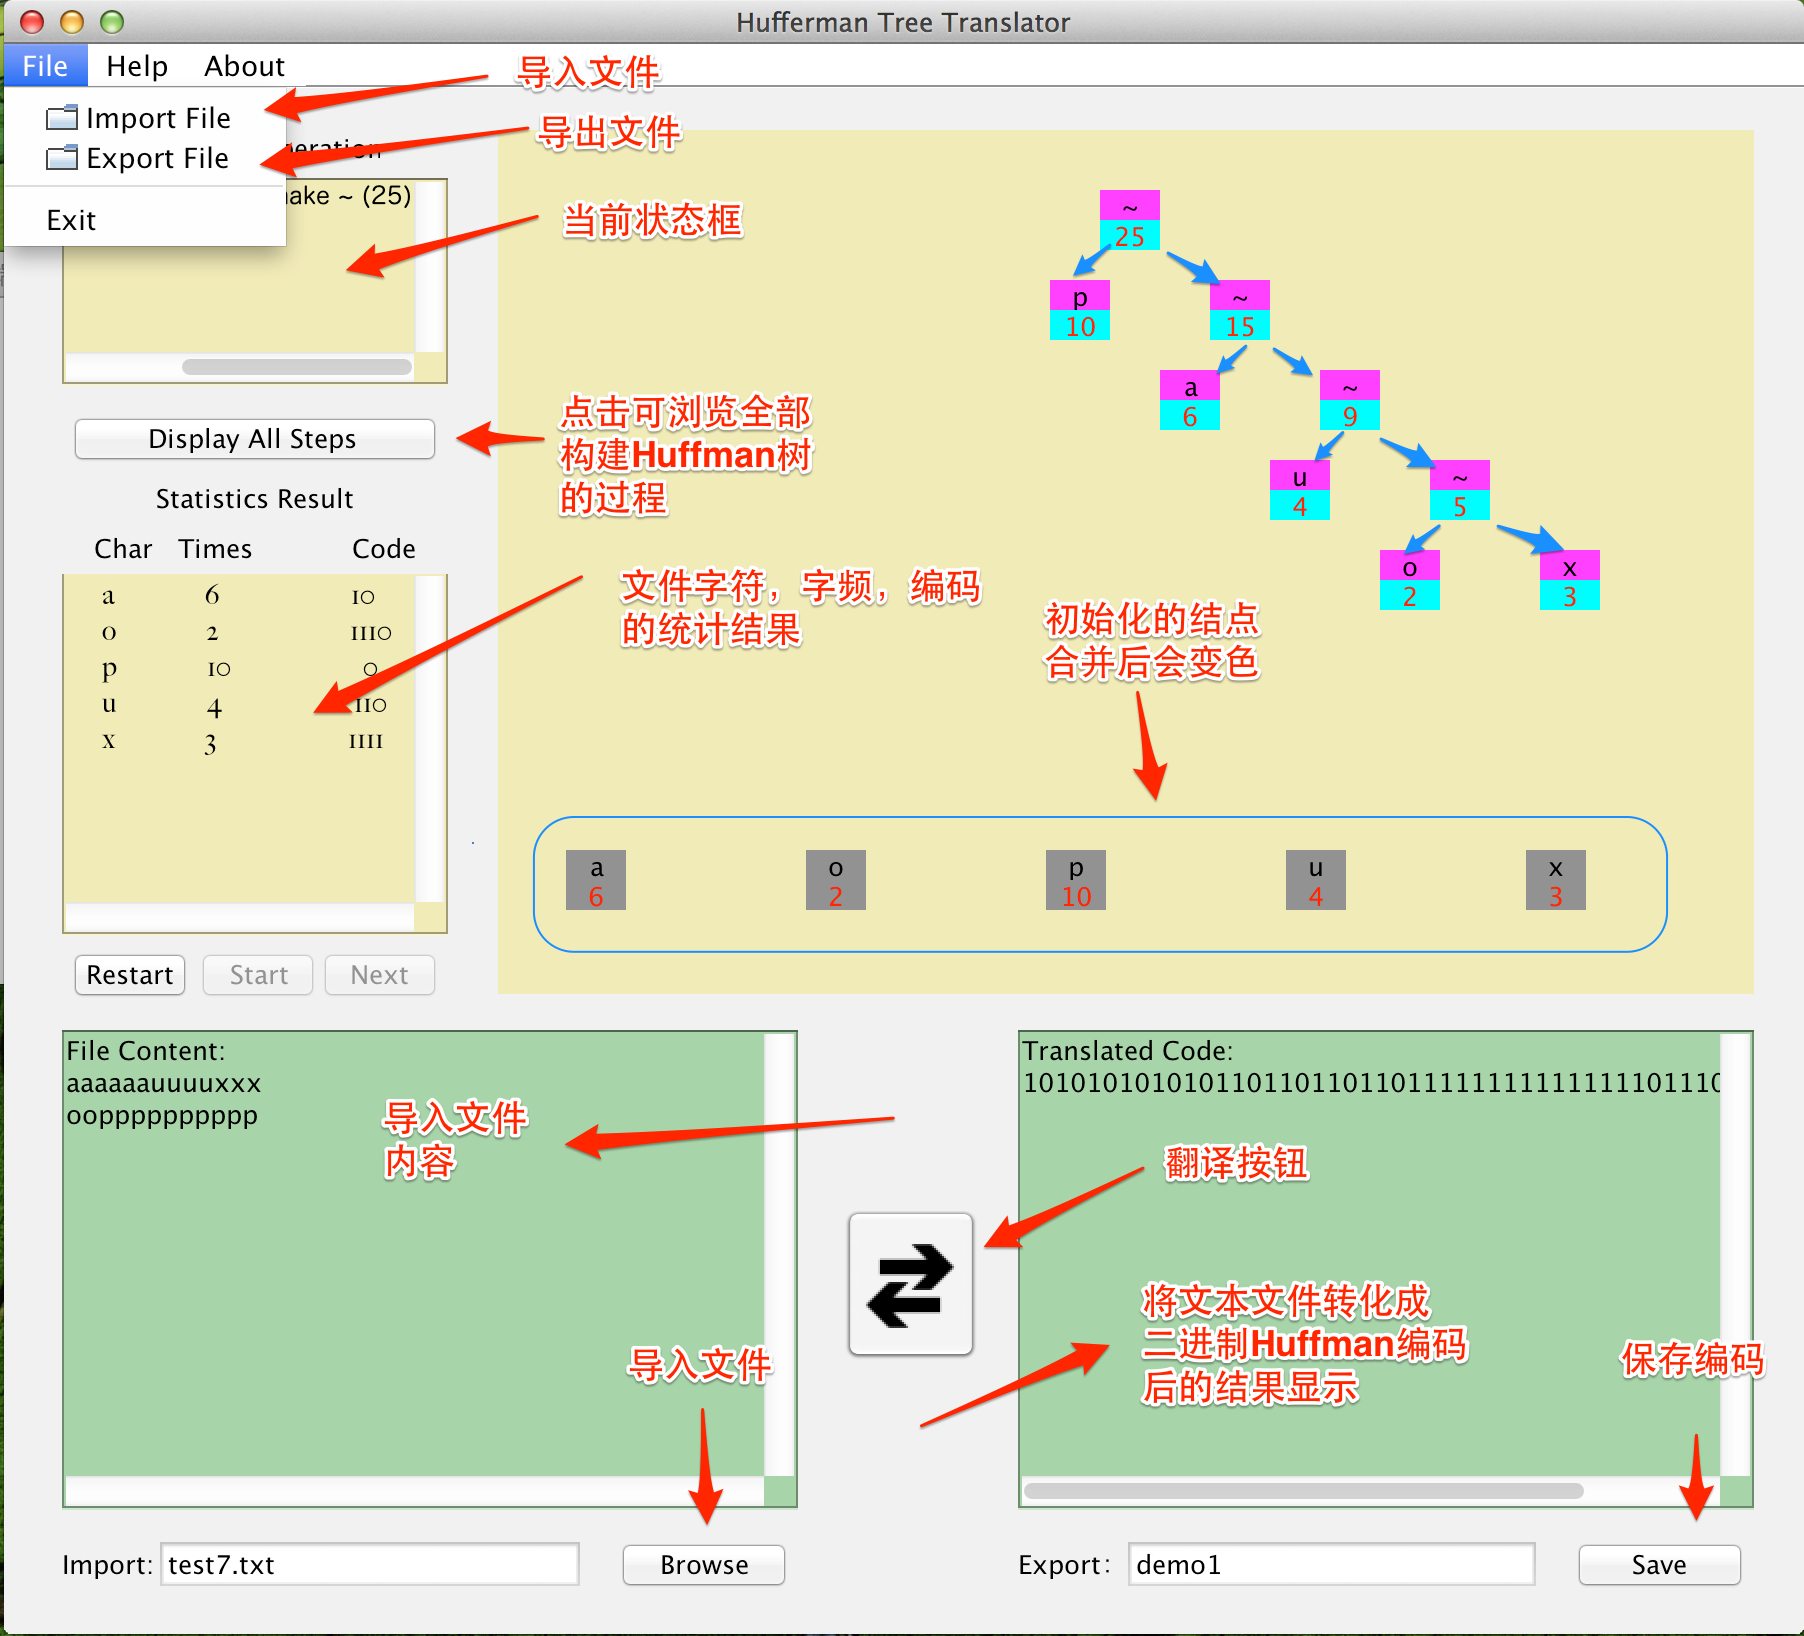 Hufferman Tree Translator
File Help About
导入文件
Import File
导出文件
Export File
eration
ake ~ (25)
Exit
当前状态框
~
25
p
10
~
15
a
6
~
9
u
4
~
5
o
2
x
3
Display All Steps
点击可浏览全部
构建Huffman树
的过程
Statistics Result
Char Times Code
a 6 10
o 2 1110
p 10 0
u 4 110
x 3 1111
文件字符，字频，编码
的统计结果
初始化的结点
合并后会变色
a
6
o
2
p
10
u
4
x
3
Restart Start Next
File Content:
aaaaaauuuuxxx
oopppppppppp
导入文件
内容
Translated Code:
翻译按钮
将文本文件转化成
二进制Huffman编码
后的结果显示
导入文件
保存编码
Import: test7.txt Browse
Export: demo1 Save